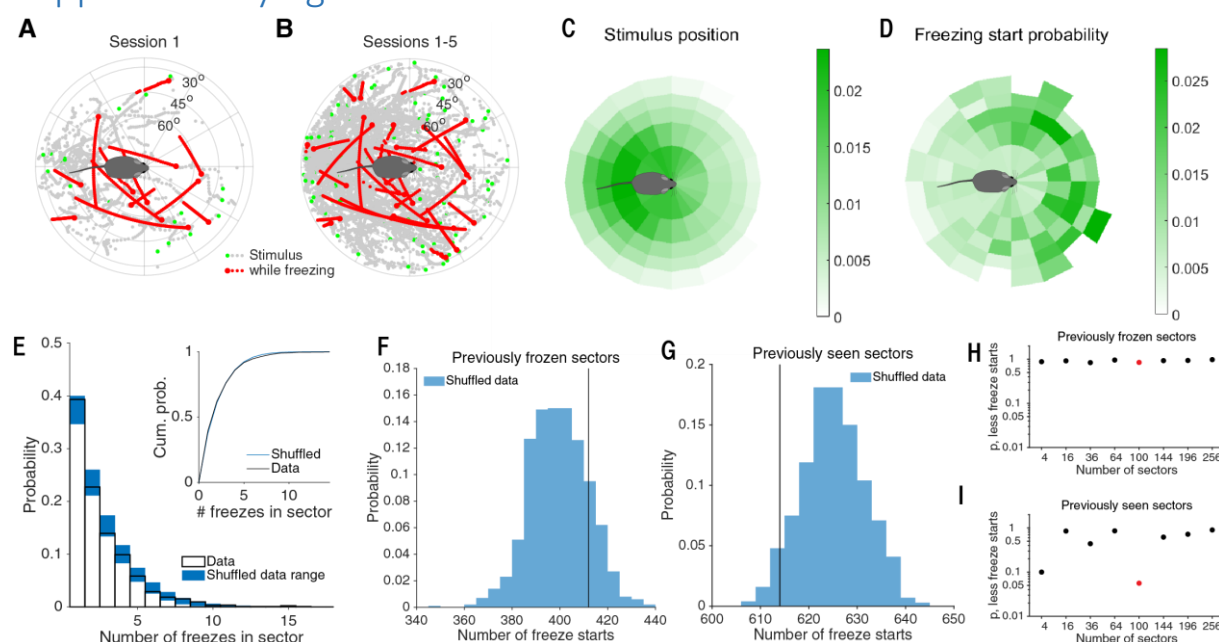 A
Session 1
30°
45°
60°
B
Sessions 1-5
30°
45°
60°
Stimulus
while freezing
C
Stimulus position
0.02
0.015
0.01
0.005
0
D
Freezing start probability
0.025
0.02
0.015
0.01
0.005
0
E
0.5
0.4
0.3
0.2
0.1
0
Probability
1
0.5
0
Cum. prob.
Shuffled
Data
0 5 10
# freezes in sector
Data
Shuffled data range
5 10 15
Number of freezes in sector
F
Previously frozen sectors
Shuffled data
0.18
0.16
0.14
0.12
0.1
0.08
0.06
0.04
0.02
0
Probability
340 360 380 400 420 440
Number of freeze starts
G
Previously seen sectors
Shuffled data
0.2
0.15
0.1
0.05
0
Probability
600 610 620 630 640 650
Number of freeze starts
H
Previously frozen sectors
1
0.5
0.1
0.05
0.01
p, less freeze starts
4 16 36 64 100 144 196 256
Number of sectors
I
Previously seen sectors
1
0.5
0.1
0.05
0.01
p, less freeze starts
4 16 36 64 100 144 196 256
Number of sectors